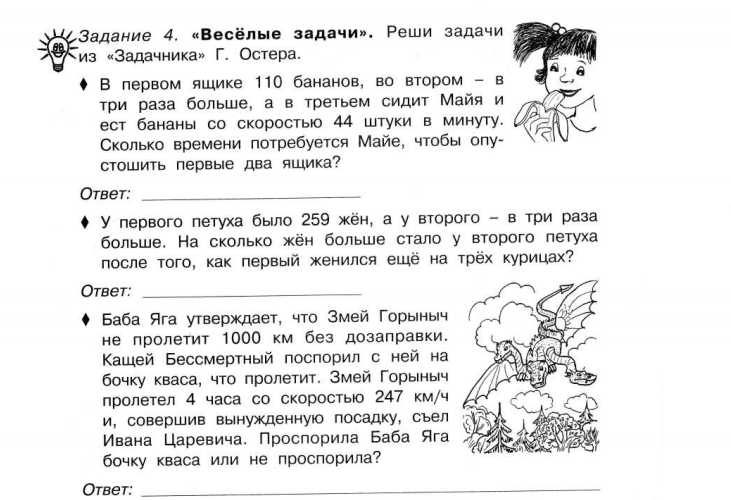 Задание 4. «Весёлые задачи». Реши задачи
из «Задачника» Г. Остера.
♦ В первом ящике 110 бананов, во втором – в
три раза больше, а в третьем сидит Майя и
ест бананы со скоростью 44 штуки в минуту.
Сколько времени потребуется Майе, чтобы опу-
стошить первые два ящика?
Ответ:
♦ У первого петуха было 259 жён, а у второго – в три раза
больше. На сколько жён больше стало у второго петуха
после того, как первый женился ещё на трёх курицах?
Ответ:
♦ Баба Яга утверждает, что Змей Горыныч
не пролетит 1000 км без дозаправки.
Кащей Бессмертный поспорил с ней на
бочку кваса, что пролетит. Змей Горыныч
пролетел 4 часа со скоростью 247 км/ч
и, совершив вынужденную посадку, съел
Ивана Царевича. Проспорила Баба Яга
бочку кваса или не проспорила?
Ответ: